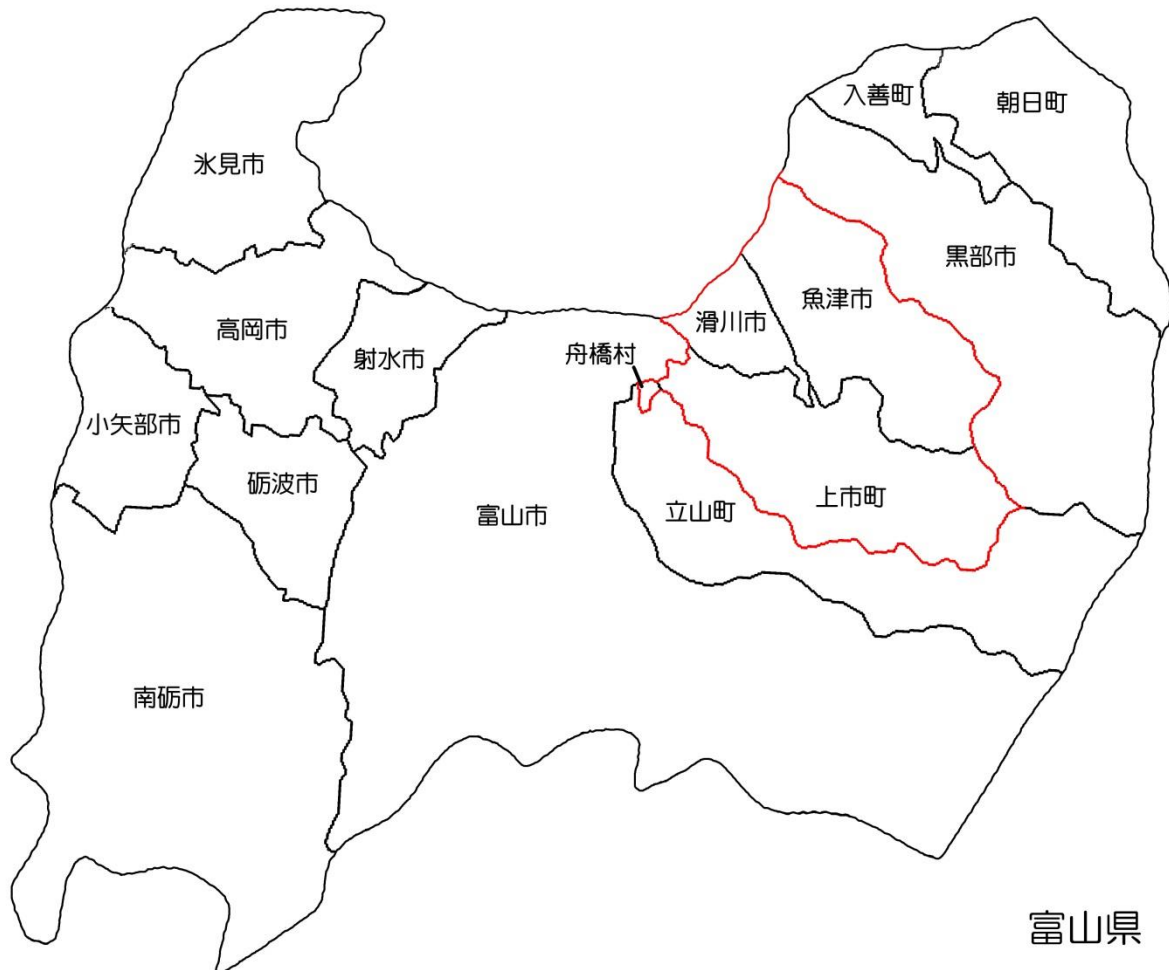 入善町
朝日町
氷見市
黒部市
魚津市
滑川市
高岡市
射水市
舟橋村
小矢部市
砺波市
富山市
立山町
上市町
南砺市
富山県